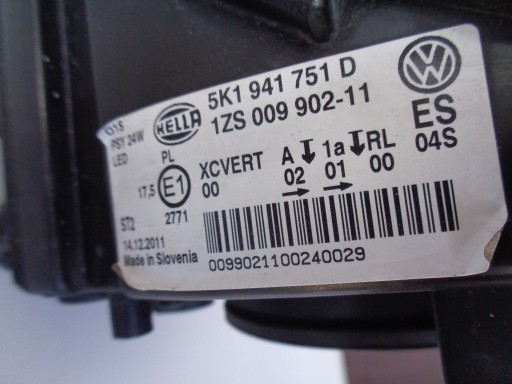 HELLA
5K1 941 751 D
1ZS 009 902-11
PSY 24W
LED
ES
04S
PL
XCVERT A 1a RL
00 02 01 00
17,5 E1
2771
ST2
14.12.2011
Made in Slovenia
0099021100240029